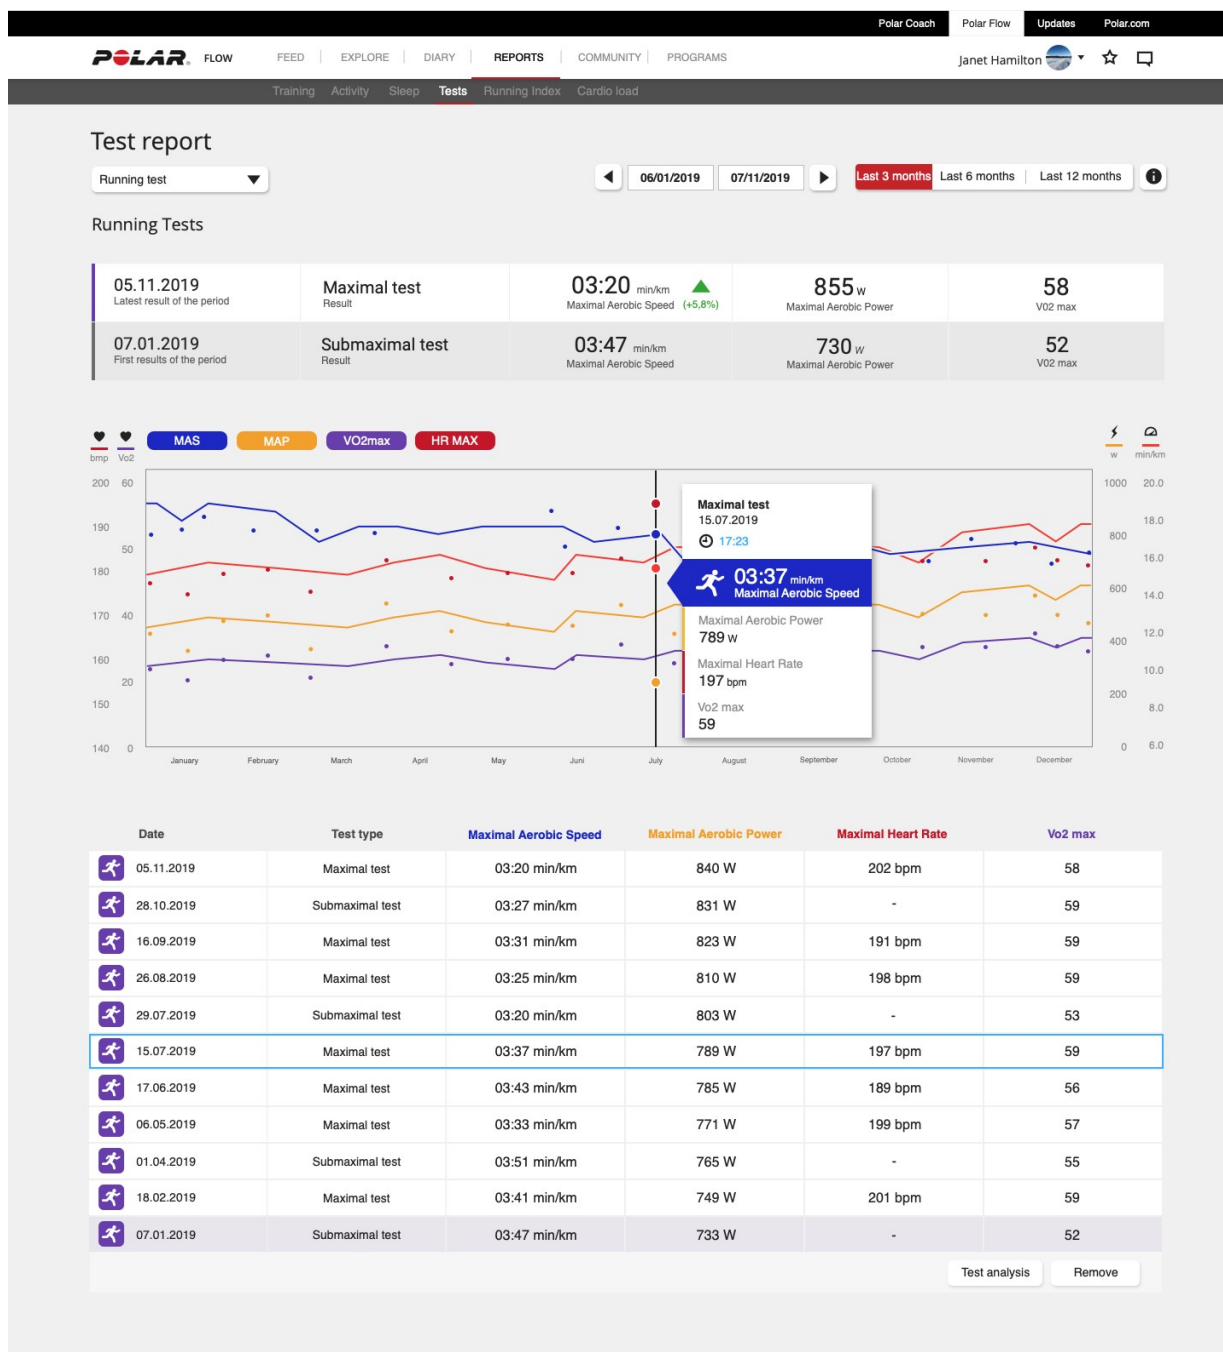 Polar Coach Polar Flow Updates Polar.com
POLAR. FLOW FEED EXPLORE DIARY REPORTS COMMUNITY PROGRAMS Janet Hamilton
Training Activity Sleep Tests Running Index Cardio load
Test report
Running test 06/01/2019 07/11/2019 Last 3 months Last 6 months Last 12 months
Running Tests
05.11.2019 Maximal test 03:20 min/km 855 w 58
Latest result of the period Result Maximal Aerobic Speed (+5,8%) Maximal Aerobic Power V02 max
07.01.2019 Submaximal test 03:47 min/km 730 w 52
First results of the period Result Maximal Aerobic Speed Maximal Aerobic Power V02 max
MAS MAP VO2max HR MAX
bmp Vo2 w min/km
200 60 1000 20.0
Maximal test
15.07.2019
190 18.0
800
17:23
50
16.0
180 03:37 min/km
Maximal Aerobic Speed
600 14.0
170 40
Maximal Aerobic Power
789 w
400 12.0
160 Maximal Heart Rate
10.0
20 197 bpm
200
150 Vo2 max 8.0
59
140 0 0 6.0
January February March April May Juni July August September October November December
Date Test type Maximal Aerobic Speed Maximal Aerobic Power Maximal Heart Rate Vo2 max
05.11.2019 Maximal test 03:20 min/km 840 W 202 bpm 58
28.10.2019 Submaximal test 03:27 min/km 831 W - 59
16.09.2019 Maximal test 03:31 min/km 823 W 191 bpm 59
26.08.2019 Maximal test 03:25 min/km 810 W 198 bpm 59
29.07.2019 Submaximal test 03:20 min/km 803 W - 53
15.07.2019 Maximal test 03:37 min/km 789 W 197 bpm 59
17.06.2019 Maximal test 03:43 min/km 785 W 189 bpm 56
06.05.2019 Maximal test 03:33 min/km 771 W 199 bpm 57
01.04.2019 Submaximal test 03:51 min/km 765 W - 55
18.02.2019 Maximal test 03:41 min/km 749 W 201 bpm 59
07.01.2019 Submaximal test 03:47 min/km 733 W - 52
Test analysis Remove